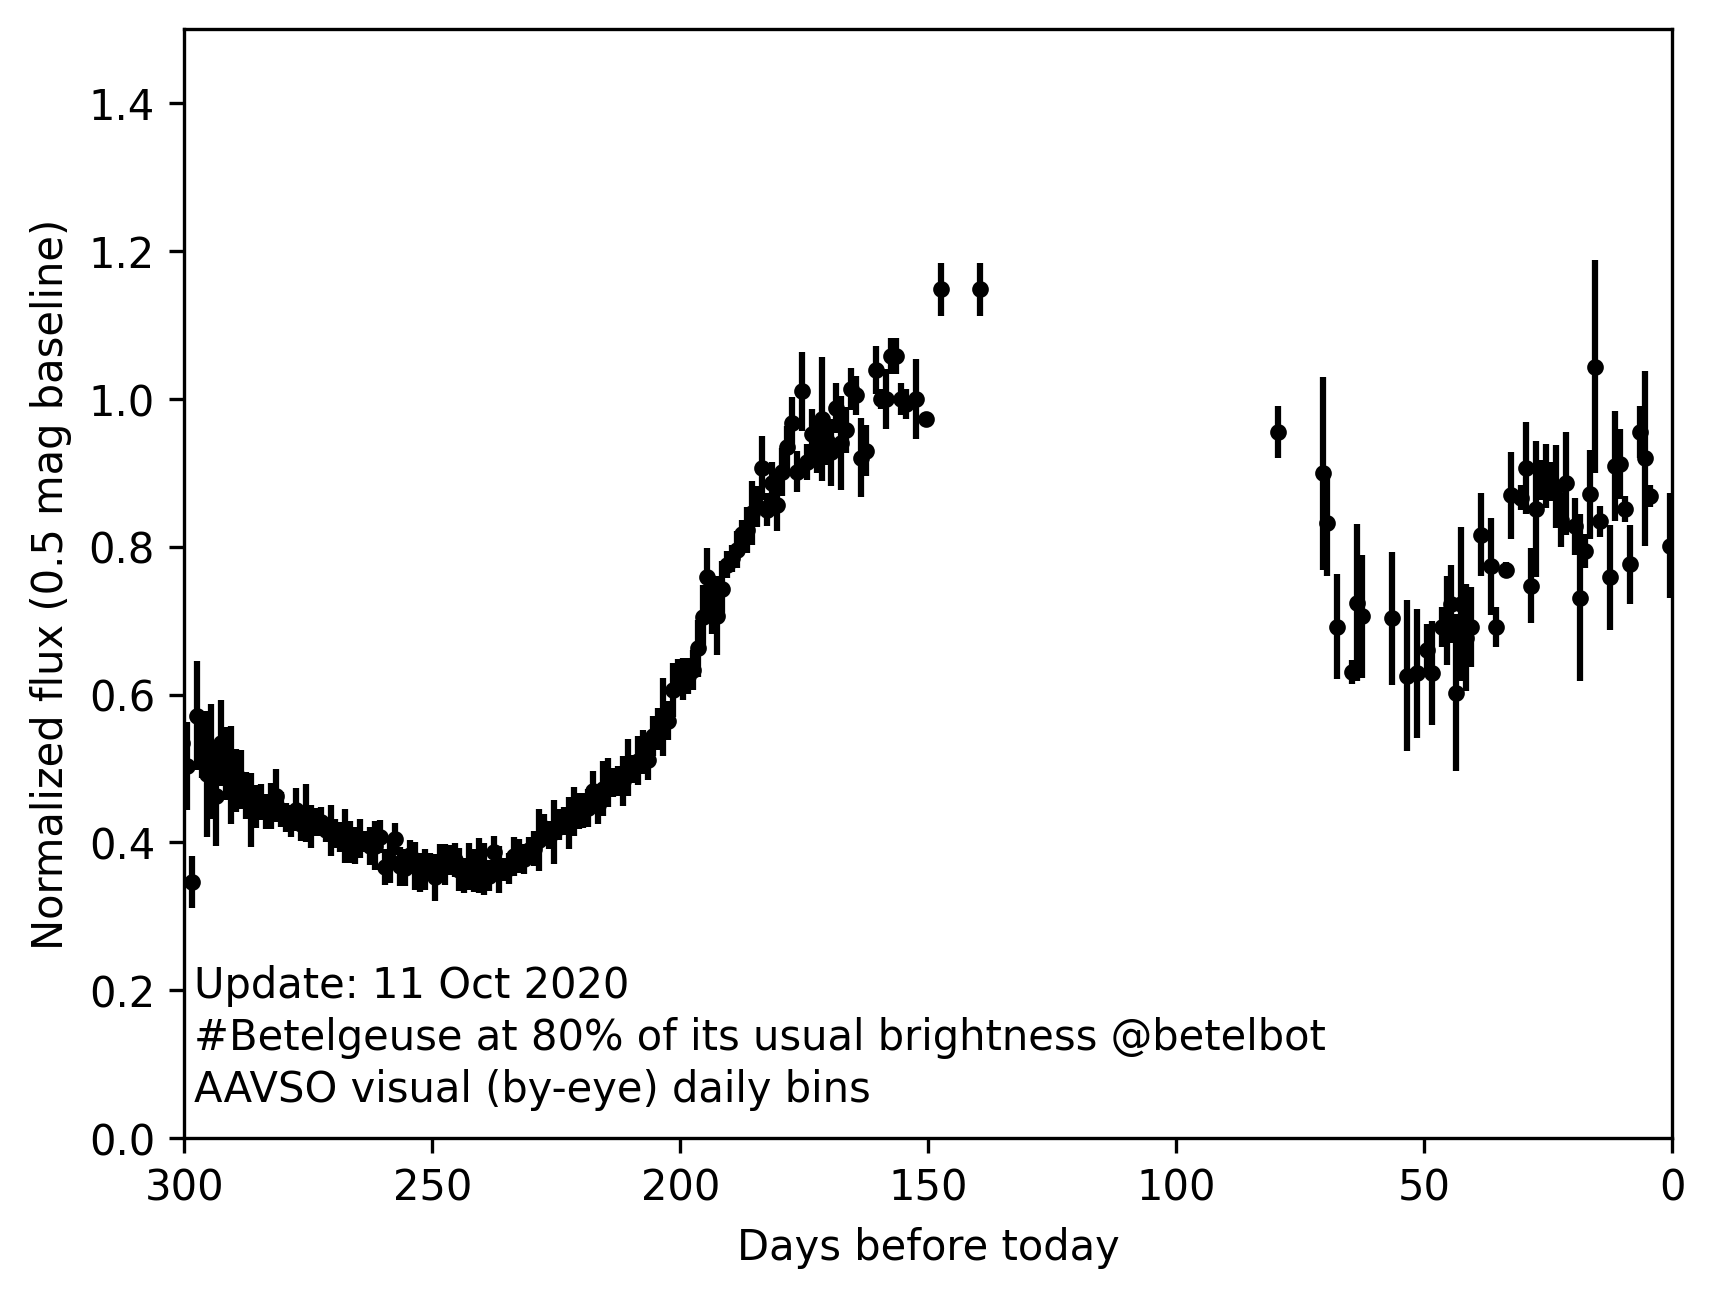 1.4
1.2
1.0
0.8
0.6
0.4
0.2
0.0
Normalized flux (0.5 mag baseline)
Update: 11 Oct 2020
#Betelgeuse at 80% of its usual brightness @betelbot
AAVSO visual (by-eye) daily bins
300 250 200 150 100 50 0
Days before today